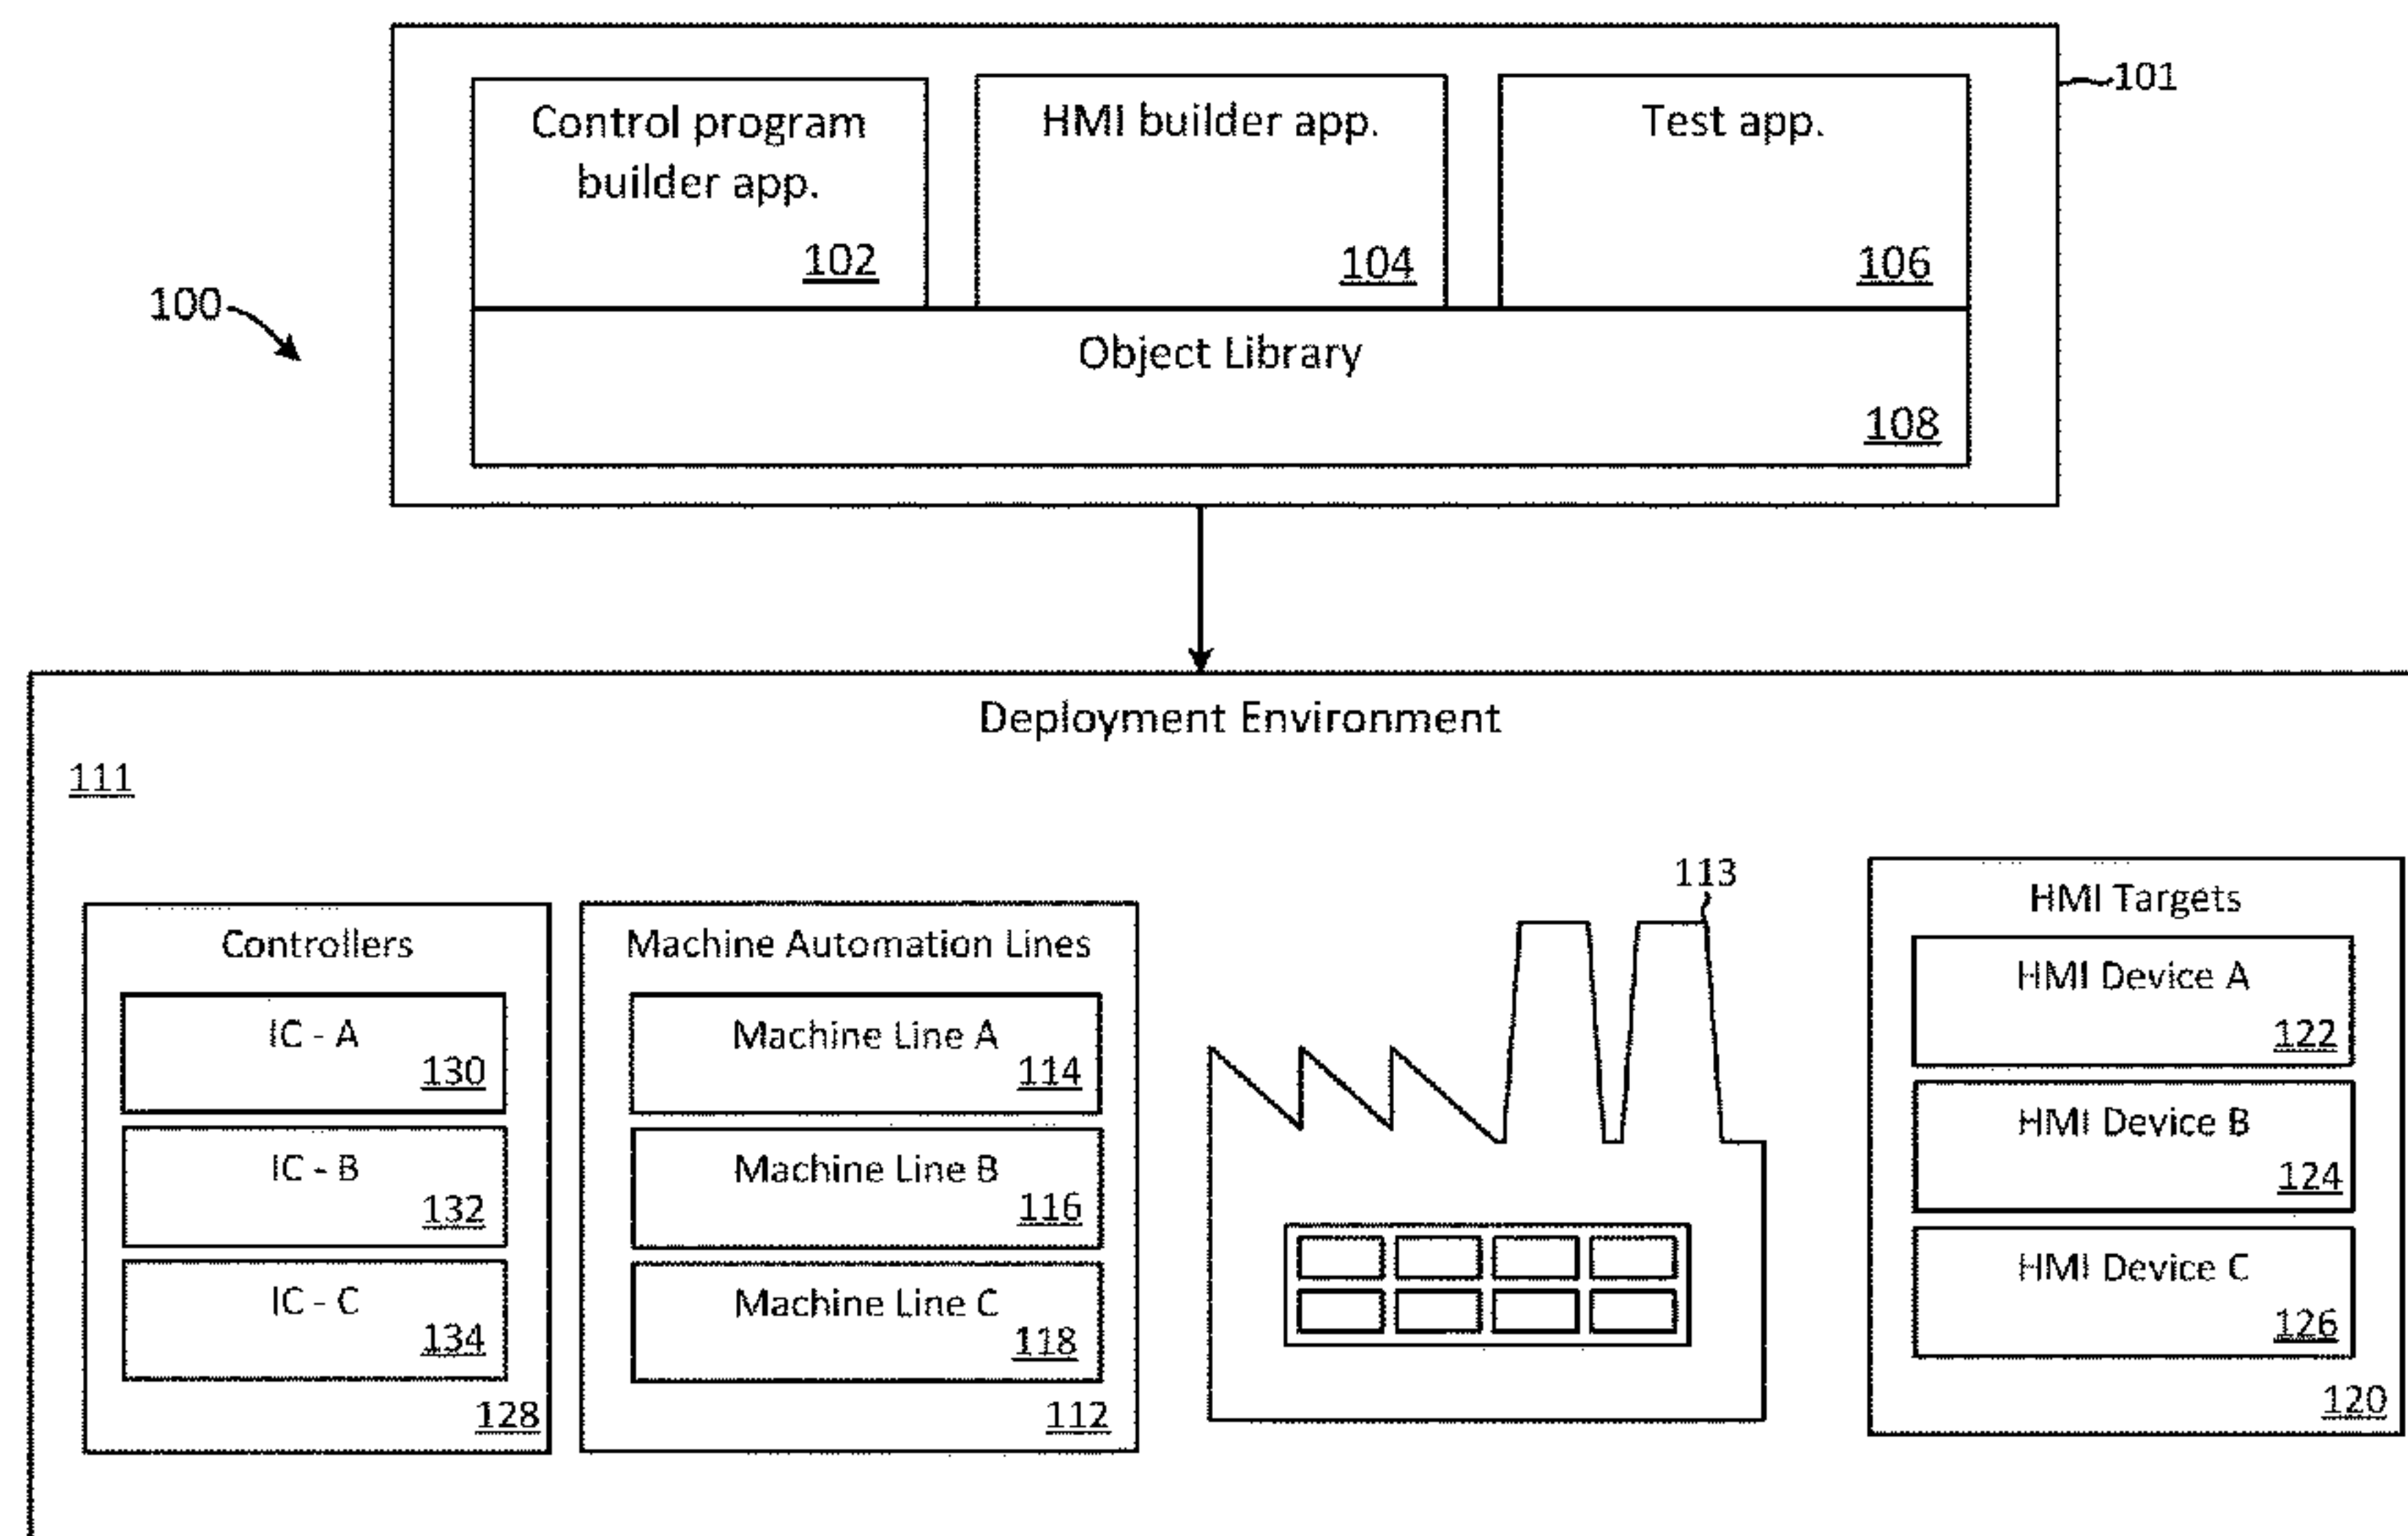 101
Control program
builder app.
102
HMI builder app.
104
Test app.
106
100
Object Library
108
Deployment Environment
111
Controllers
IC - A
130
IC - B
132
IC - C
134
128
Machine Automation Lines
Machine Line A
114
Machine Line B
116
Machine Line C
118
112
113
HMI Targets
HMI Device A
122
HMI Device B
124
HMI Device C
126
120